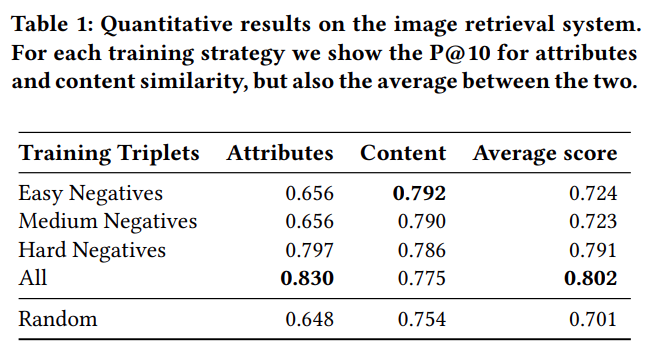 Table 1: Quantitative results on the image retrieval system.
For each training strategy we show the P@10 for attributes
and content similarity, but also the average between the two.
Training Triplets Attributes Content Average score
Easy Negatives 0.656 0.792 0.724
Medium Negatives 0.656 0.790 0.723
Hard Negatives 0.797 0.786 0.791
All 0.830 0.775 0.802
Random 0.648 0.754 0.701